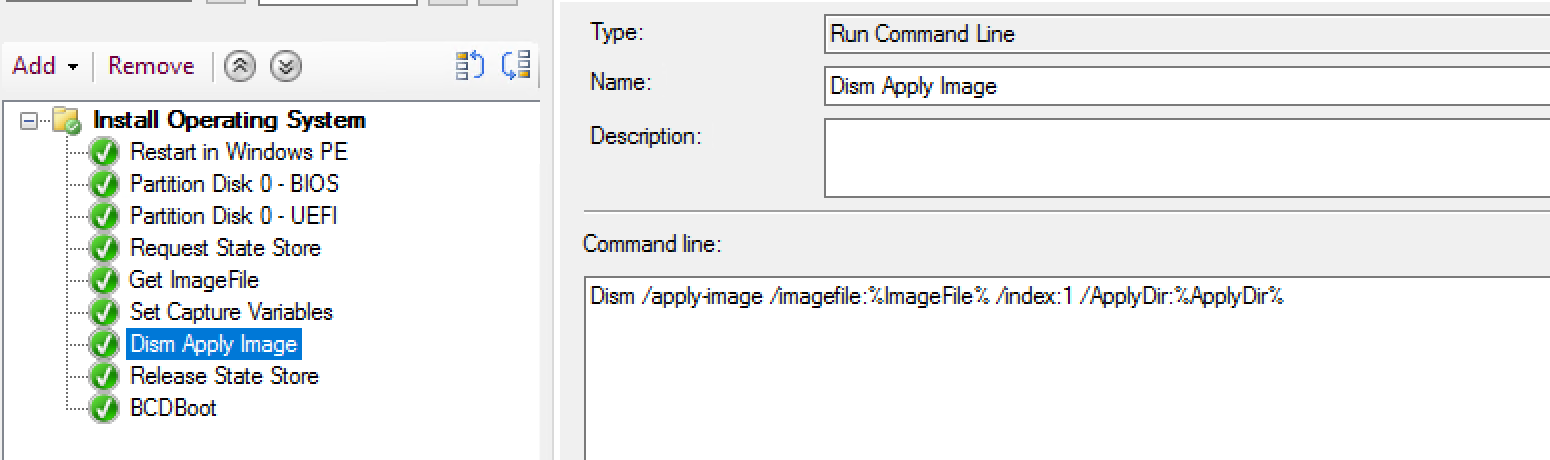 Add
Remove
Install Operating System
Restart in Windows PE
Partition Disk 0 - BIOS
Partition Disk 0 - UEFI
Request State Store
Get ImageFile
Set Capture Variables
Dism Apply Image
Release State Store
BCDBoot
Type:
Run Command Line
Name:
Dism Apply Image
Description:
Command line:
Dism /apply-image /imagefile:%ImageFile% /index:1 /ApplyDir:%ApplyDir%